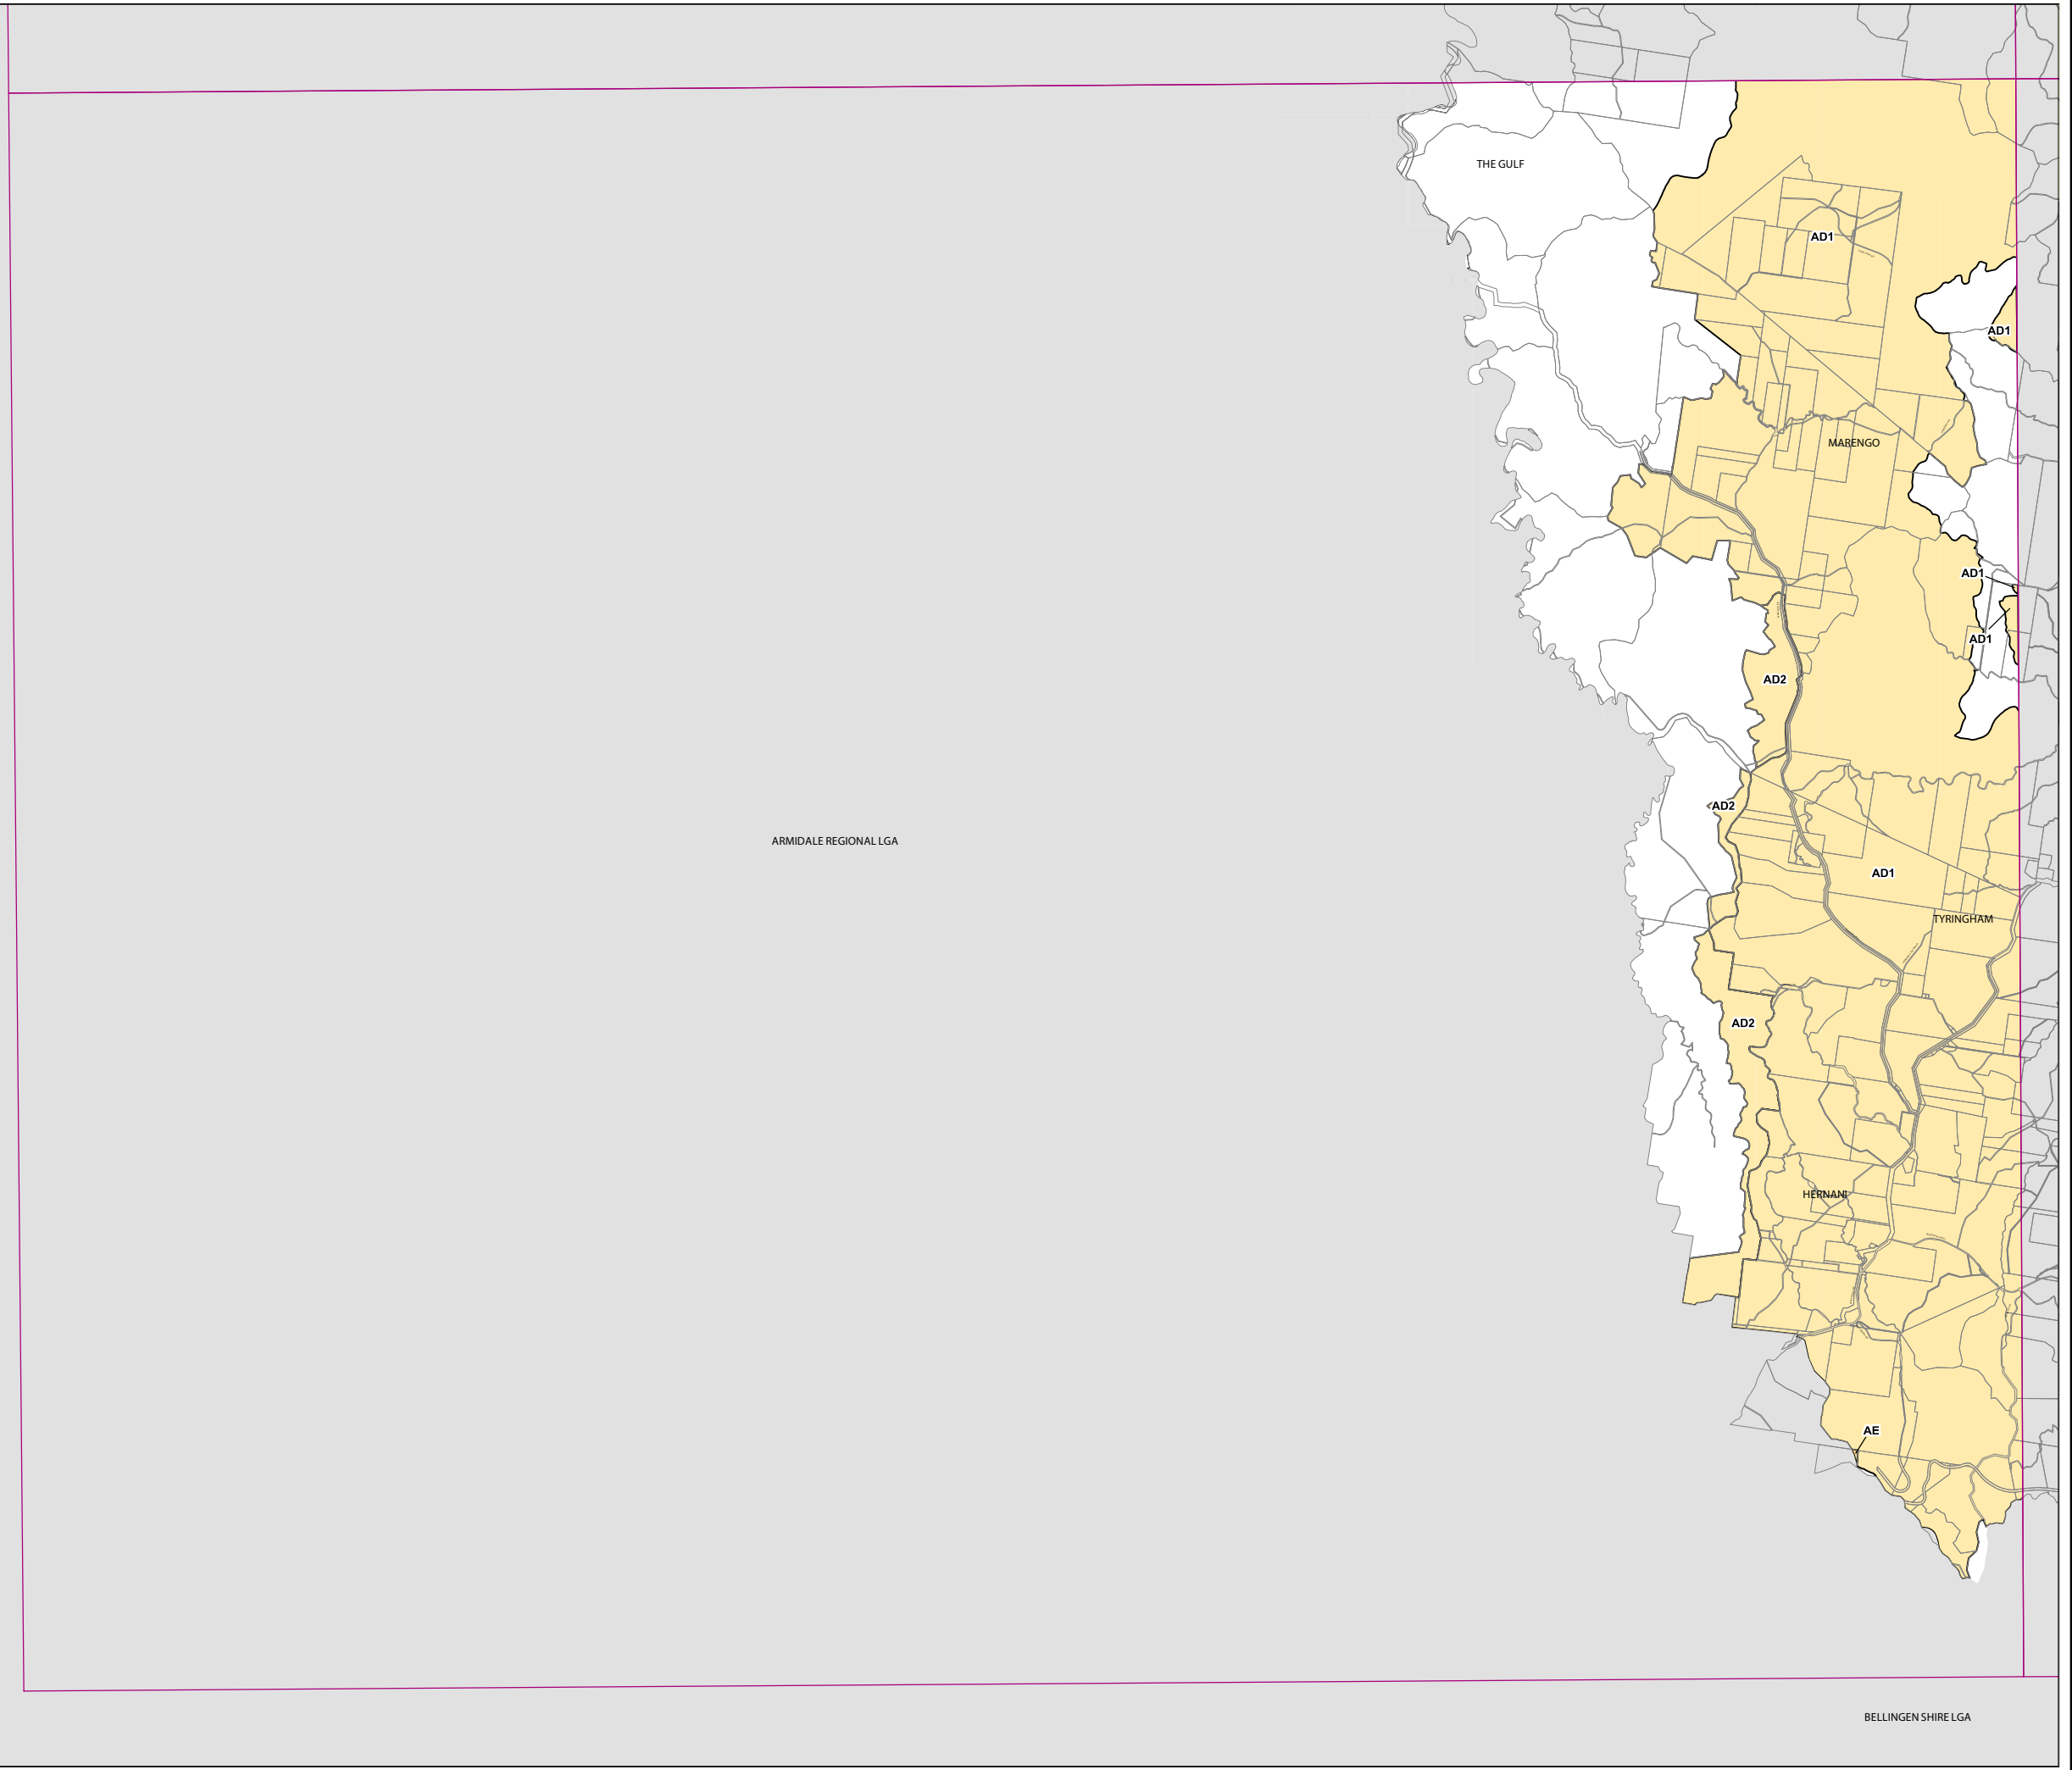 THE GULF
AD1
AD1
MARENGO
AD1
AD1
AD2
AD2
ARMIDALE REGIONAL LGA
AD1
TYRINGHAM
AD2
HERNANI
AE
BELLINGEN SHIRE LGA